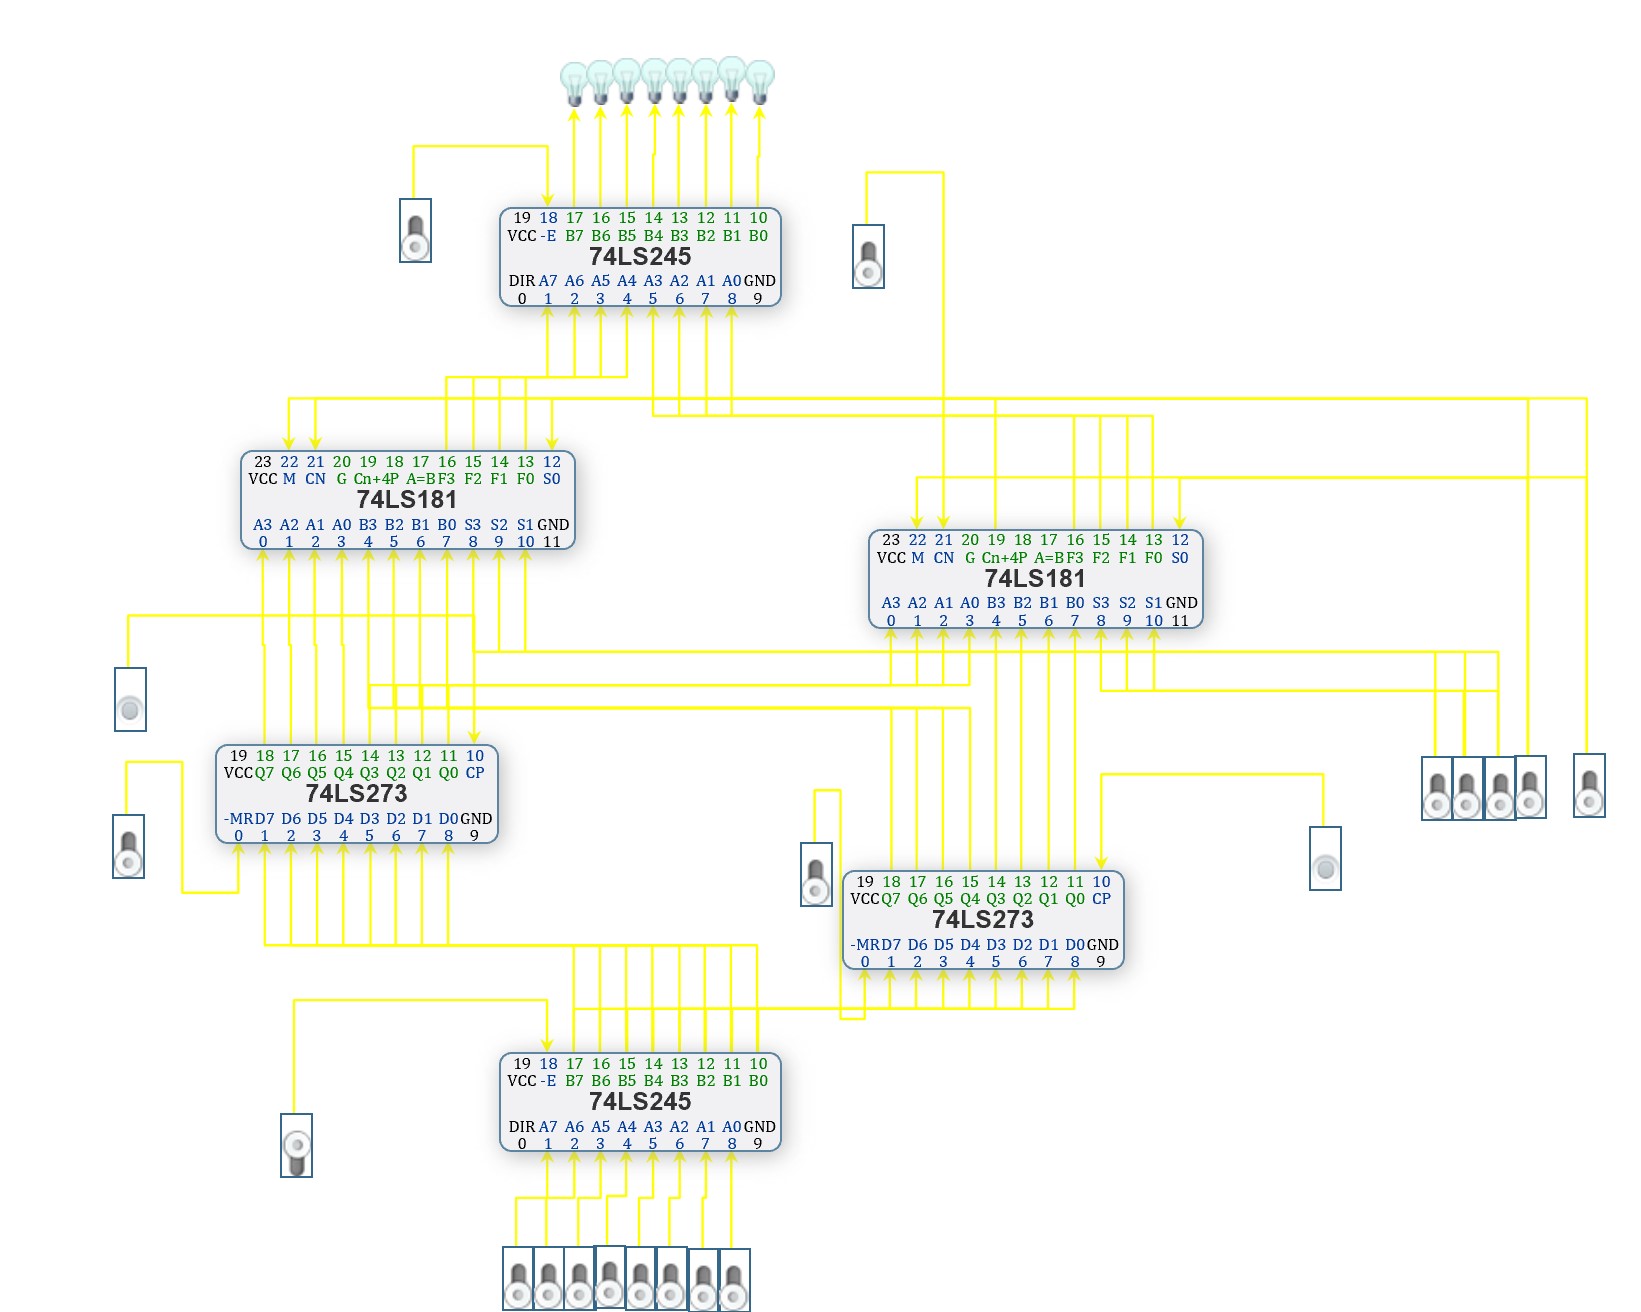 19 18 17 16 15 14 13 12 11 10
VCC -E B7 B6 B5 B4 B3 B2 B1 B0
74LS245
DIR A7 A6 A5 A4 A3 A2 A1 A0 GND
0 1 2 3 4 5 6 7 8 9
23 22 21 20 19 18 17 16 15 14 13 12
VCC M CN G Cn+4P A=B F3 F2 F1 F0 S0
74LS181
A3 A2 A1 A0 B3 B2 B1 B0 S3 S2 S1 GND
0 1 2 3 4 5 6 7 8 9 10 11
23 22 21 20 19 18 17 16 15 14 13 12
VCC M CN G Cn+4P A=B F3 F2 F1 F0 S0
74LS181
A3 A2 A1 A0 B3 B2 B1 B0 S3 S2 S1 GND
0 1 2 3 4 5 6 7 8 9 10 11
19 18 17 16 15 14 13 12 11 10
VCC Q7 Q6 Q5 Q4 Q3 Q2 Q1 Q0 CP
74LS273
-MR D7 D6 D5 D4 D3 D2 D1 D0 GND
0 1 2 3 4 5 6 7 8 9
19 18 17 16 15 14 13 12 11 10
VCC Q7 Q6 Q5 Q4 Q3 Q2 Q1 Q0 CP
74LS273
-MR D7 D6 D5 D4 D3 D2 D1 D0 GND
0 1 2 3 4 5 6 7 8 9
19 18 17 16 15 14 13 12 11 10
VCC -E B7 B6 B5 B4 B3 B2 B1 B0
74LS245
DIR A7 A6 A5 A4 A3 A2 A1 A0 GND
0 1 2 3 4 5 6 7 8 9